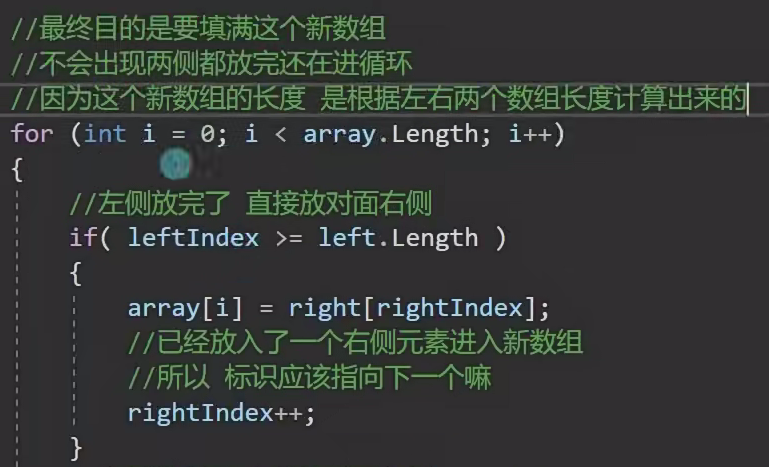 //最终目的是要填满这个新数组
//不会出现两侧都放完还在进循环
//因为这个新数组的长度 是根据左右两个数组长度计算出来的
for (int i = 0; i < array.Length; i++)
{
//左侧放完了 直接放对面右侧
if( leftIndex >= left.Length )
{
array[i] = right[rightIndex];
//已经放入了一个右侧元素进入新数组
//所以 标识应该指向下一个嘛
rightIndex++;
}